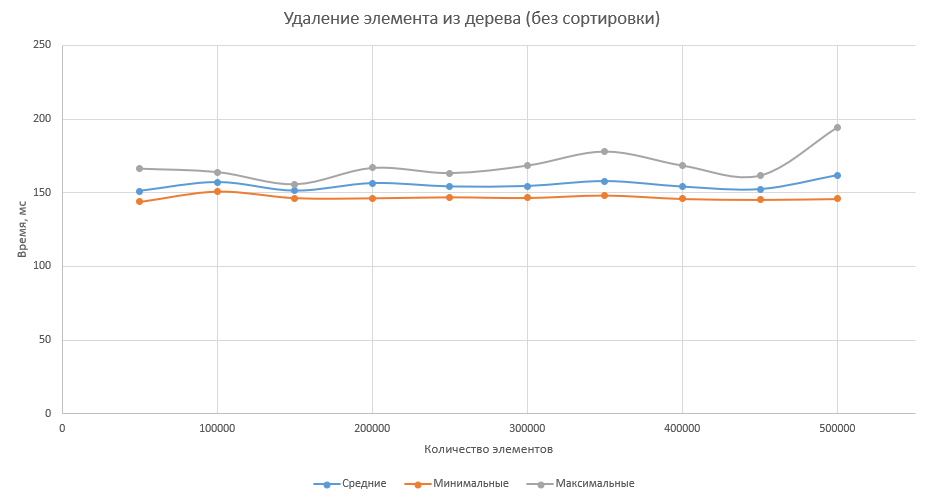 Удаление элемента из дерева (без сортировки)
250
200
150
100
50
0
Время, мс
0 100000 200000 300000 400000 500000
Количество элементов
Средние Минимальные Максимальные